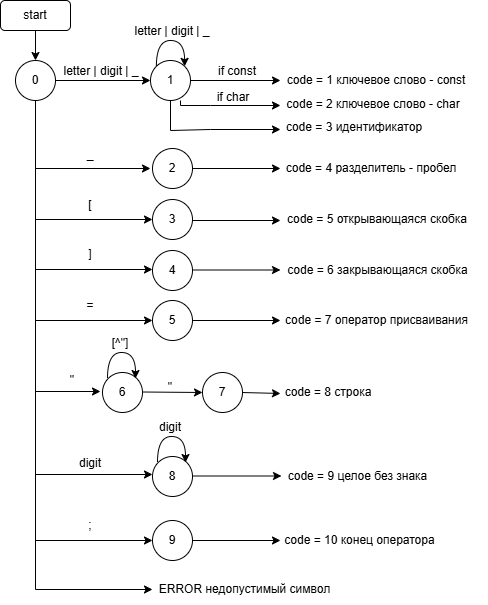 start
letter | digit | _
0
letter | digit | _
1
if const
code = 1 ключевое слово - const
if char
code = 2 ключевое слово - char
code = 3 идентификатор
_
2
code = 4 разделитель - пробел
[
3
code = 5 открывающаяся скобка
]
4
code = 6 закрывающаяся скобка
=
5
code = 7 оператор присваивания
[^"]
"
6
"
7
code = 8 строка
digit
digit
8
code = 9 целое без знака
;
9
code = 10 конец оператора
ERROR недопустимый символ